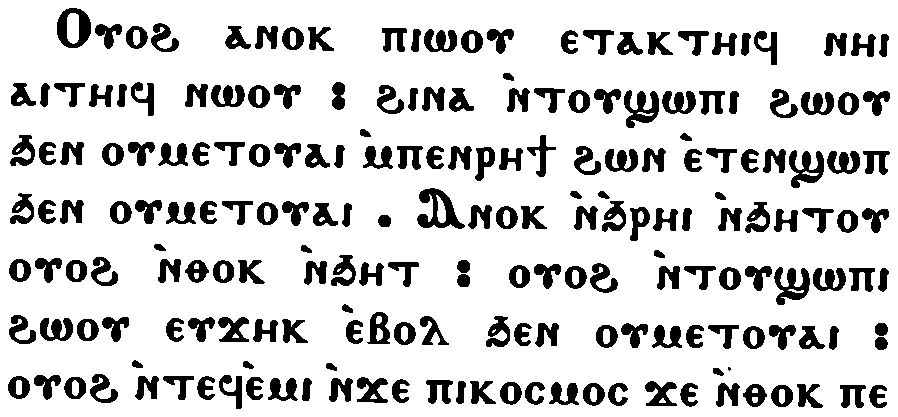 Ⲟⲩⲟϩ ⲁⲛⲟⲕ ⲡⲓⲱⲟⲩ ⲉⲧⲁⲕⲧⲏⲓϥ ⲛⲏⲓ
ⲁⲓⲧⲏⲓϥ ⲛⲱⲟⲩ : ϩⲓⲛⲁ ⲛ̀ⲧⲟⲩϣⲱⲡⲓ ϩⲱⲟⲩ
ϧⲉⲛ ⲟⲩⲙⲉⲧⲟⲩⲁⲓ ⲙ̀ⲡⲉⲛⲣⲏϯ ϩⲱⲛ ⲉ̀ⲧⲉⲛϣⲱⲡ
ϧⲉⲛ ⲟⲩⲙⲉⲧⲟⲩⲁⲓ . Ⲁⲛⲟⲕ ⲛ̀ϧ̀ⲣⲏⲓ ⲛ̀ϧⲏⲧⲟⲩ
ⲟⲩⲟϩ ⲛ̀ⲑⲟⲕ ⲛ̀ϧⲏⲧ : ⲟⲩⲟϩ ⲛ̀ⲧⲟⲩϣⲱⲡⲓ
ϩⲱⲟⲩ ⲉⲩϫⲏⲕ ⲉ̀ⲃⲟⲗ ϧⲉⲛ ⲟⲩⲙⲉⲧⲟⲩⲁⲓ :
ⲟⲩⲟϩ ⲛ̀ⲧⲉϥⲉ̀ⲙⲓ ⲛ̀ϫⲉ ⲡⲓⲕⲟⲥⲙⲟⲥ ϫⲉ ⲛ̀ⲑⲟⲕ ⲡⲉ